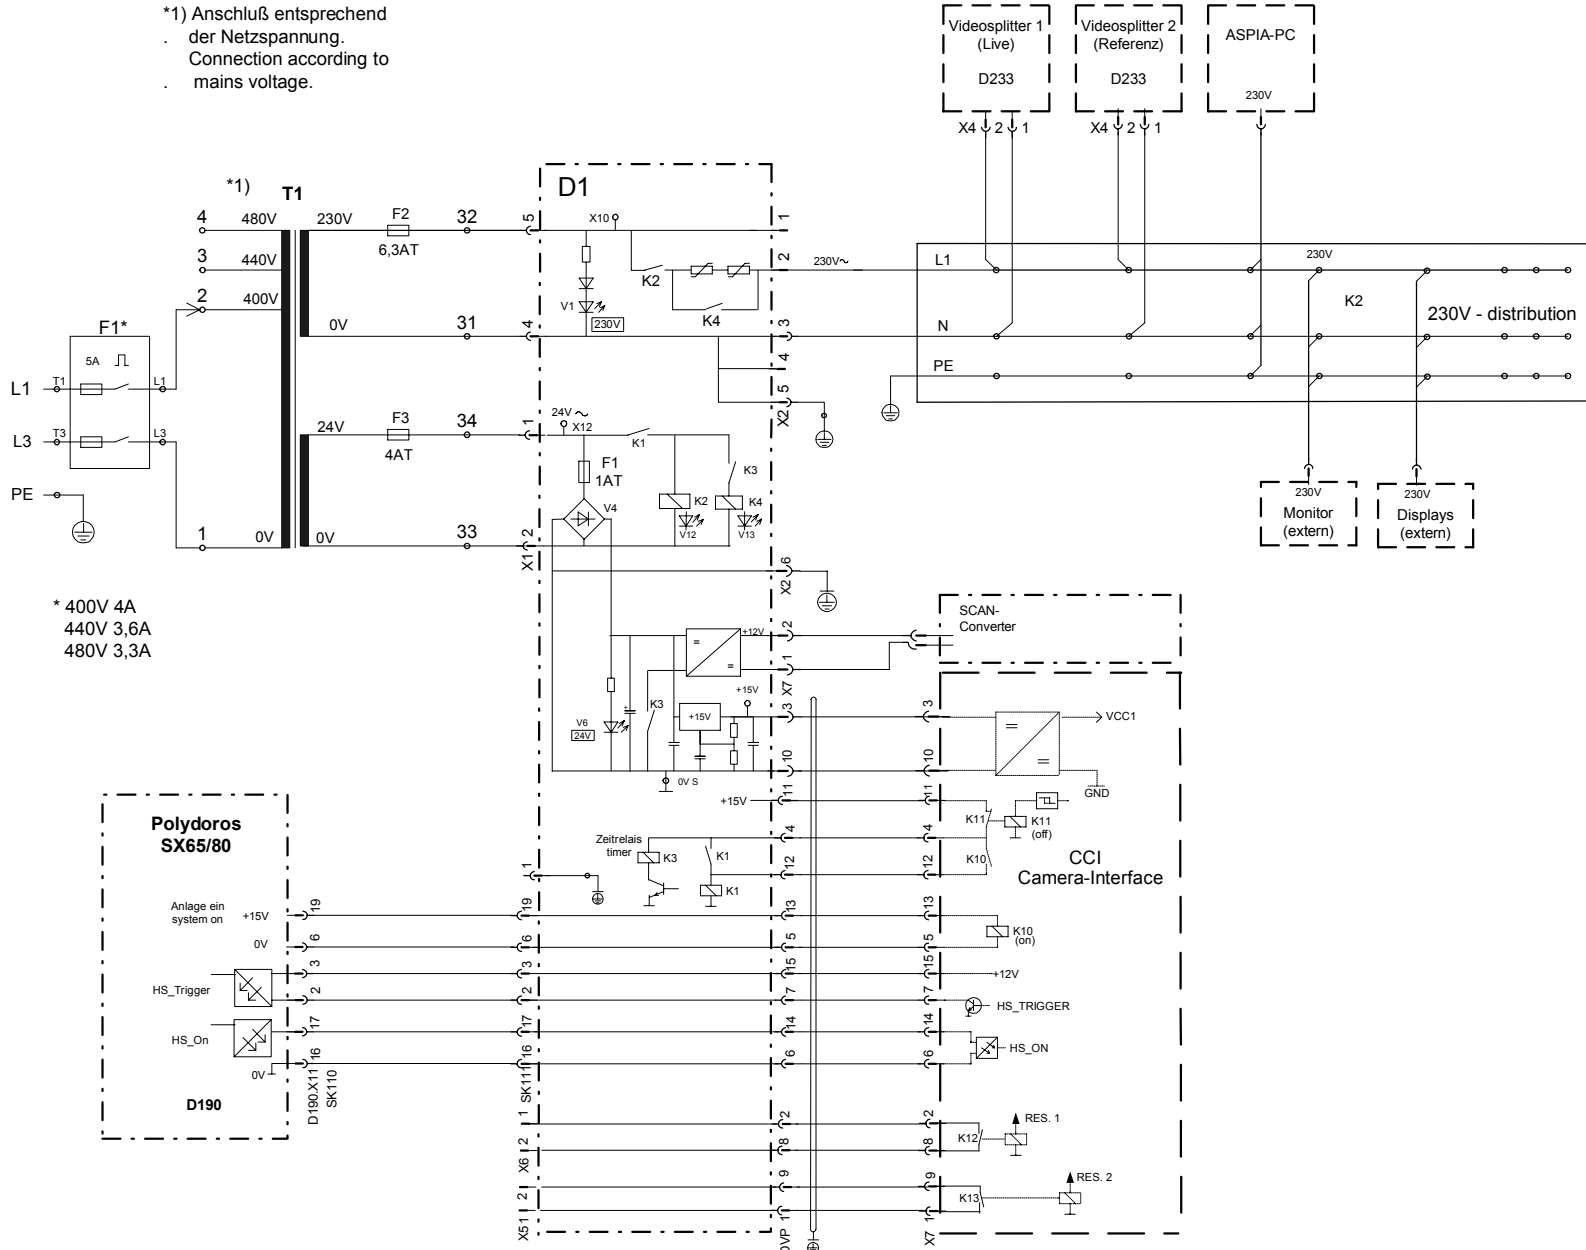 *1) Anschluß entsprechend
. der Netzspannung.
Connection according to
. mains voltage.
Videosplitter 1
(Live)
D233
Videosplitter 2
(Referenz)
D233
ASPIA-PC
230V
X4 2 1
X4 2 1
*1)
T1
D1
4 480V 230V F2 32 5 X10 1
6,3AT
3 440V
K2
2 230V~ L1 230V
2 400V
V1
230V
K4
K2
230V - distribution
F1*
0V 31 4 3 N
5A
4
PE
L1 T1 L1
5
X2
24V F3 34 1 24V ~
X12
K1
4AT
L3 T3 L3
F1
1AT
K3
V4
K2
K4
V12
V13
PE
1 0V 0V 33 2
X1
230V
Monitor
(extern)
230V
Displays
(extern)
6
X2
* 400V 4A
440V 3,6A
480V 3,3A
SCAN-
Converter
=
=
+12V 2
1
X7
K3
+15V
+15V
3 3
VCC1
V6
24V
=
=
10 10
0V S
GND
+15V 11 11
K11
K11
(off)
Zeitrelais
timer
K3
K1
4 4
12 12
K10
K1
CCI
Camera-Interface
Polydoros
SX65/80
1
Anlage ein
system on
+15V 19 19 13 13
K10
(on)
0V 6 6 5 5
3 3 15 15 +12V
HS_Trigger
2 2 7 7 HS_TRIGGER
17 17 14 14
HS_On
HS_ON
0V 16 16 6 6
D190
D190.X11
SK110
SK111
1 2 2 RES. 1
K12
2 8 8
X6
2 9 9 RES. 2
K13
X51 1 1
X7